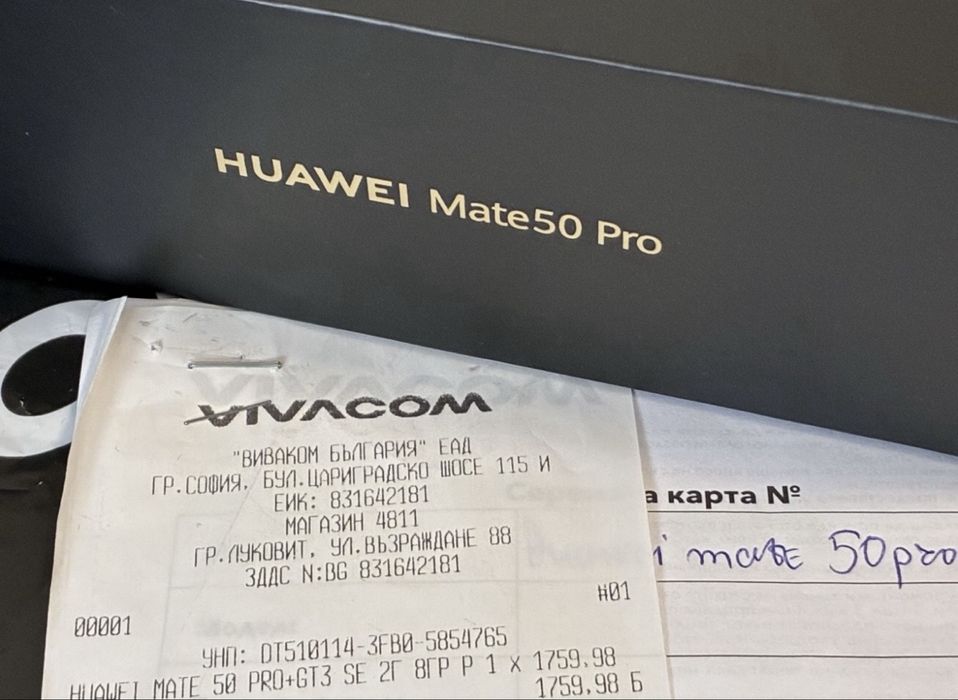 HUAWEI Mate50 Pro
VIVACOM
"ВИВАКОМ БЪЛГАРИЯ" ЕАД
ГР.СОФИЯ, БУЛ.ЦАРИГРАДСКО ШОСЕ 115 И
ЕИК: 831642181
МАГАЗИН 4811
ГР.ЛУКОВИТ, УЛ.ВЪЗРАЖДАНЕ 88
ЗДДС N:BG 831642181
#01
00001
УНП: DT510114-3FB0-5854765
HUAWEI MATE 50 PRO+GT3 SE 2Г 8ГР Р 1 X 1759.98
1759.98 Б
а карта №
i mate 50pro